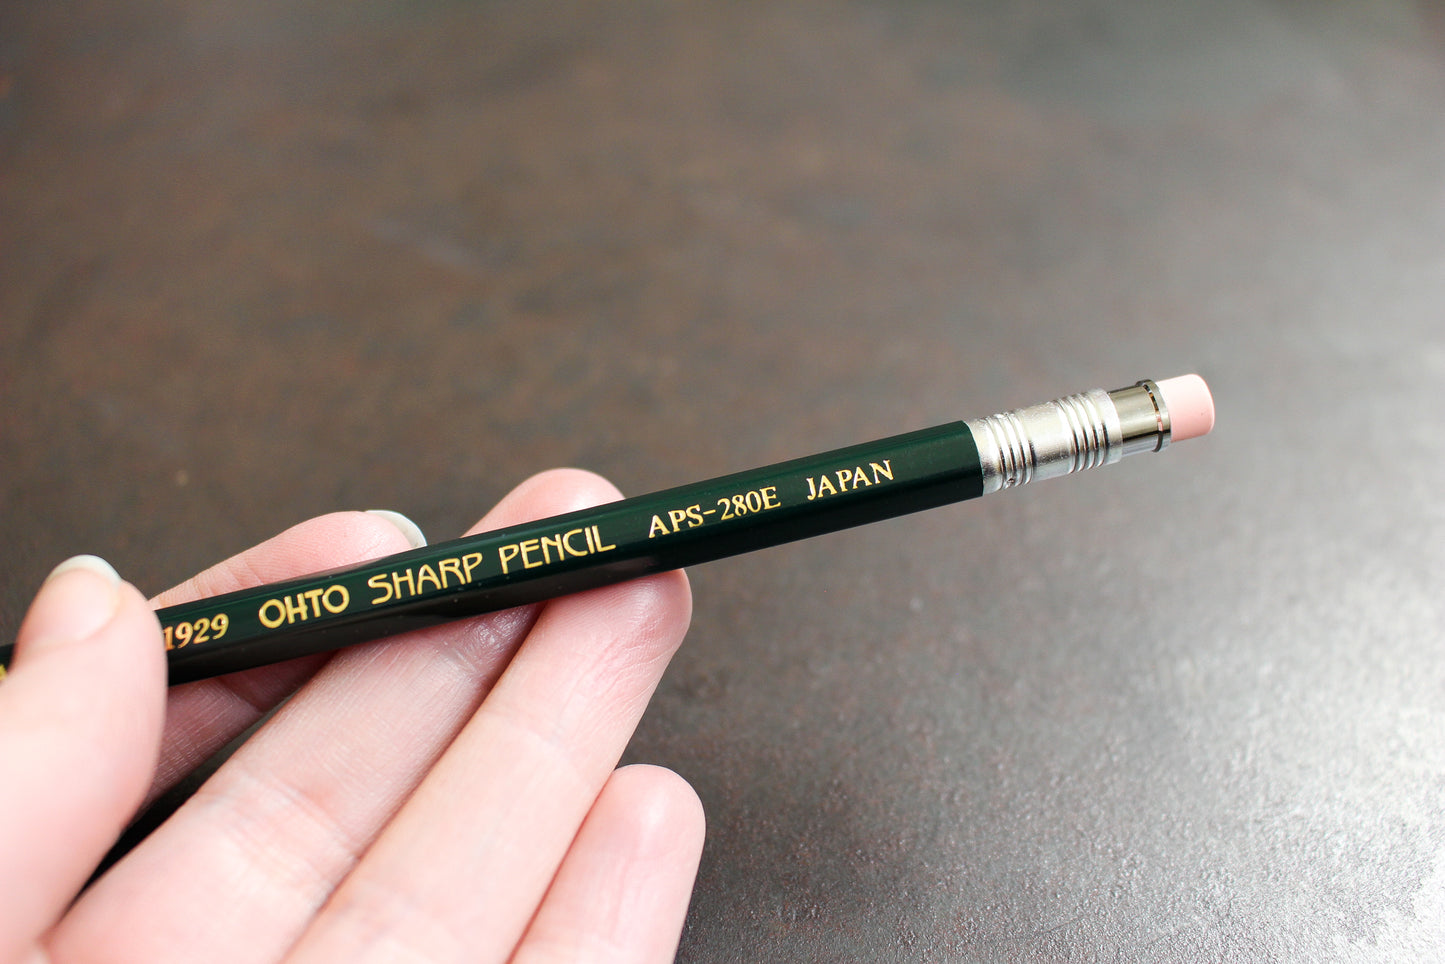 1929 OHTO SHARP PENCIL APS-280E JAPAN